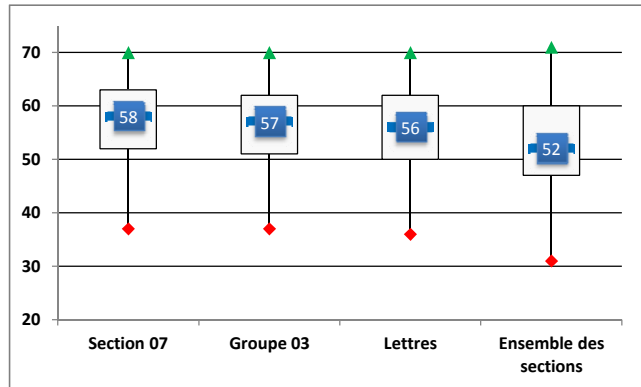 70
60
50
40
30
20
58
57
56
52
Section 07
Groupe 03
Lettres
Ensemble des
sections